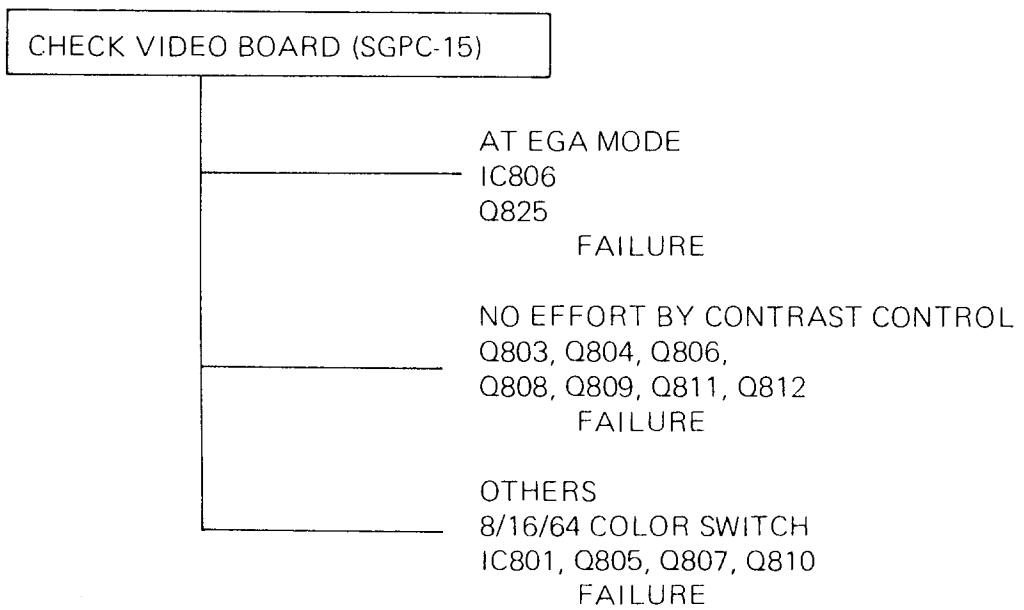 CHECK VIDEO BOARD (SGPC-15)
AT EGA MODE
IC806
Q825
FAILURE
NO EFFORT BY CONTRAST CONTROL
Q803, Q804, Q806,
Q808, Q809, Q811, Q812
FAILURE
OTHERS
8/16/64 COLOR SWITCH
IC801, Q805, Q807, Q810
FAILURE